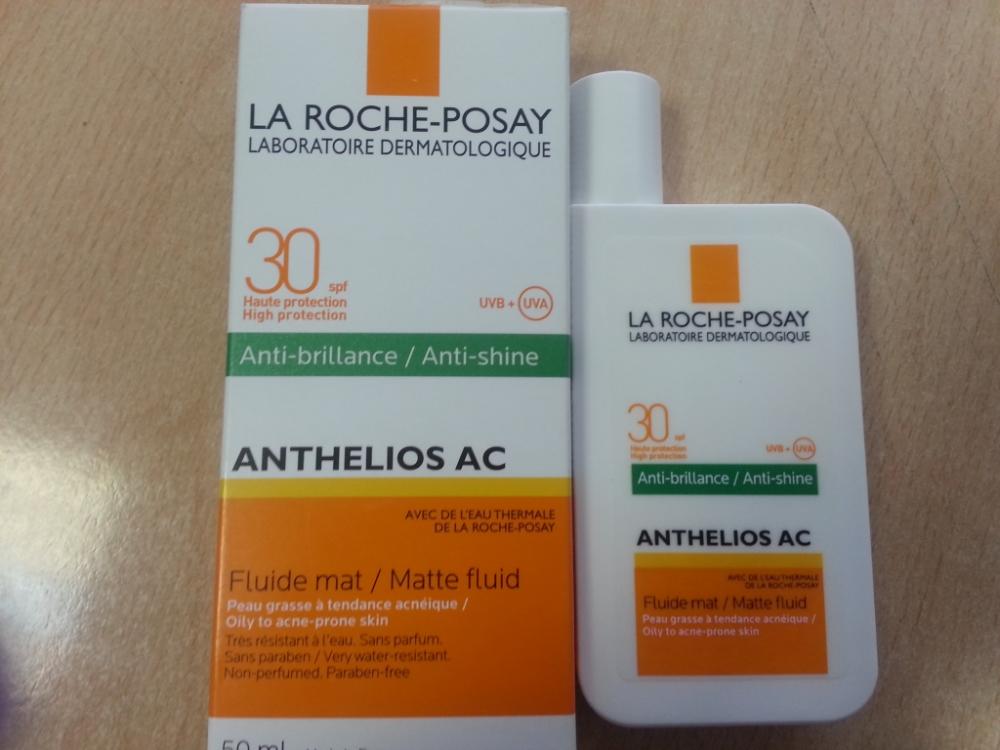 LA ROCHE-POSAY
LABORATOIRE DERMATOLOGIQUE
30 spf
Haute protection
High protection
UVB + UVA
Anti-brillance / Anti-shine
ANTHELIOS AC
AVEC DE L'EAU THERMALE
DE LA ROCHE-POSAY
Fluide mat / Matte fluid
Peau grasse à tendance acnéique /
Oily to acne-prone skin
Très résistant à l'eau. Sans parfum.
Sans paraben / Very water-resistant.
Non-perfumed. Paraben-free
50 ml
LA ROCHE-POSAY
LABORATOIRE DERMATOLOGIQUE
30 spf
Haute protection
High protection
UVB + UVA
Anti-brillance / Anti-shine
ANTHELIOS AC
AVEC DE L'EAU THERMALE
DE LA ROCHE-POSAY
Fluide mat / Matte fluid
Peau grasse à tendance acnéique /
Oily to acne-prone skin